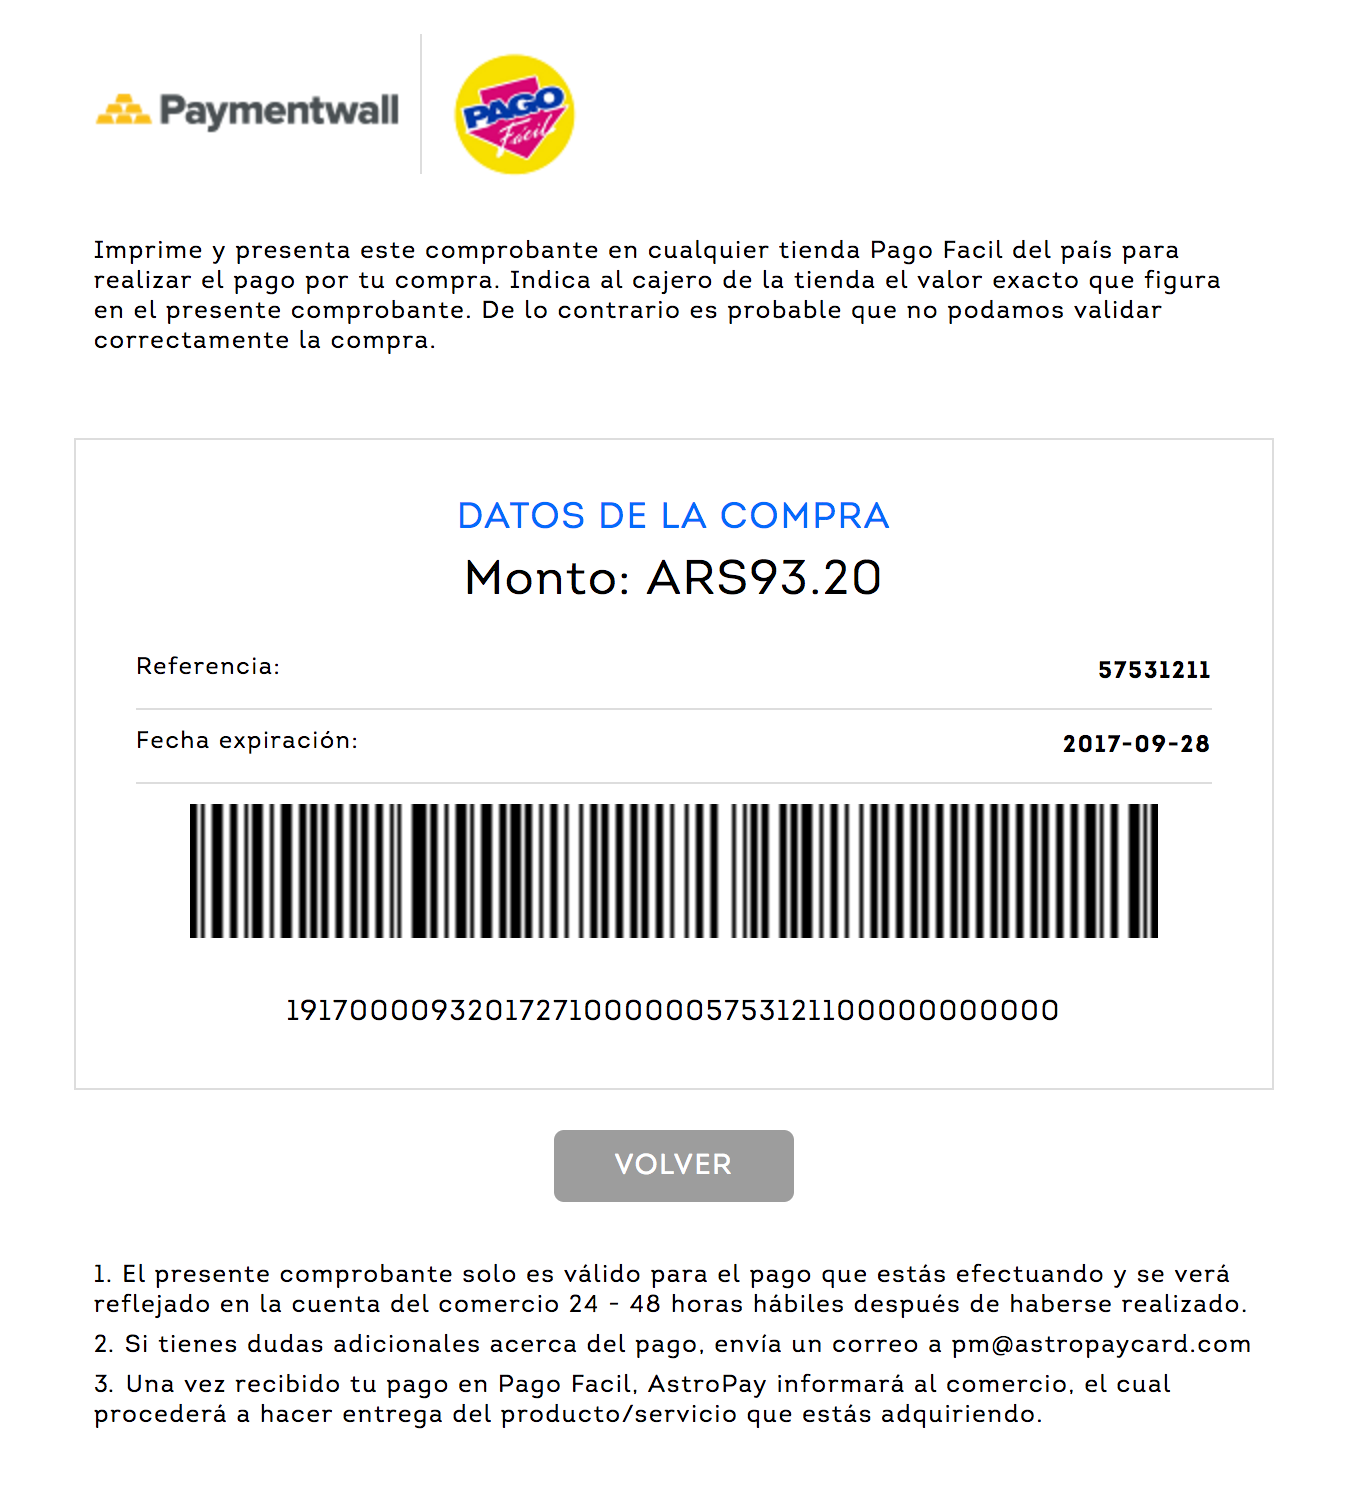 Paymentwall
PAGO
Fácil
Imprime y presenta este comprobante en cualquier tienda Pago Facil del país para
realizar el pago por tu compra. Indica al cajero de la tienda el valor exacto que figura
en el presente comprobante. De lo contrario es probable que no podamos validar
correctamente la compra.
DATOS DE LA COMPRA
Monto: ARS93.20
Referencia: 57531211
Fecha expiración: 2017-09-28
191700009320172710000005753121100000000000
VOLVER
1. El presente comprobante solo es válido para el pago que estás efectuando y se verá
reflejado en la cuenta del comercio 24 - 48 horas hábiles después de haberse realizado.
2. Si tienes dudas adicionales acerca del pago, envía un correo a pm@astropaycard.com
3. Una vez recibido tu pago en Pago Facil, AstroPay informará al comercio, el cual
procederá a hacer entrega del producto/servicio que estás adquiriendo.